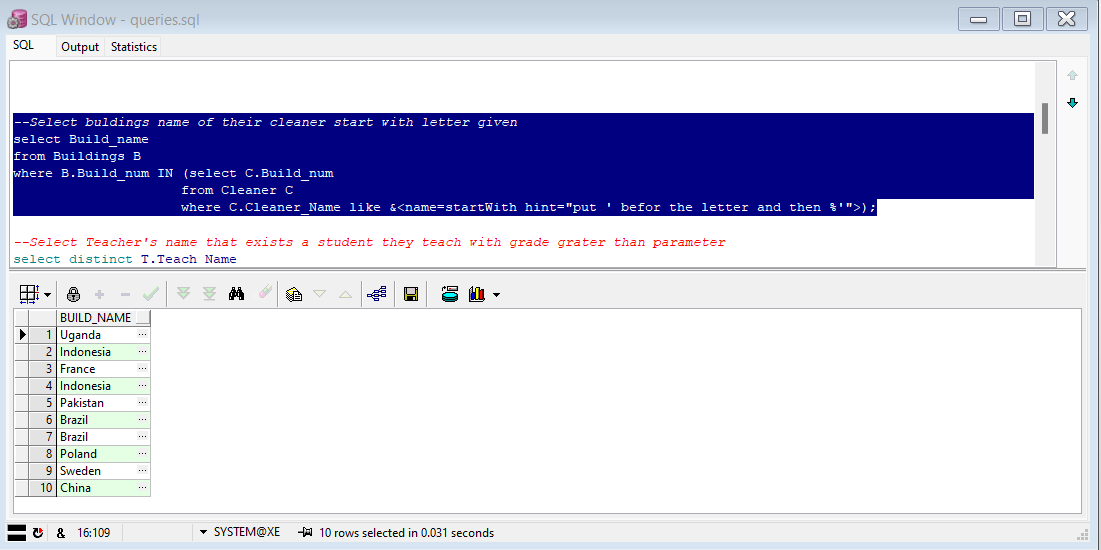 SQL Window - queries.sql
SQL Output Statistics
--Select buldings name of their cleaner start with letter given
select Build_name
from Buildings B
where B.Build_num IN (select C.Build_num
from Cleaner C
where C.Cleaner_Name like &<name=startWith hint="put ' befor the letter and then %'">);
--Select Teacher's name that exists a student they teach with grade grater than parameter
select distinct T.Teach_Name
BUILD_NAME
1 Uganda ...
2 Indonesia ...
3 France ...
4 Indonesia ...
5 Pakistan ...
6 Brazil ...
7 Brazil ...
8 Poland ...
9 Sweden ...
10 China ...
& 16:109 SYSTEM@XE 10 rows selected in 0.031 seconds